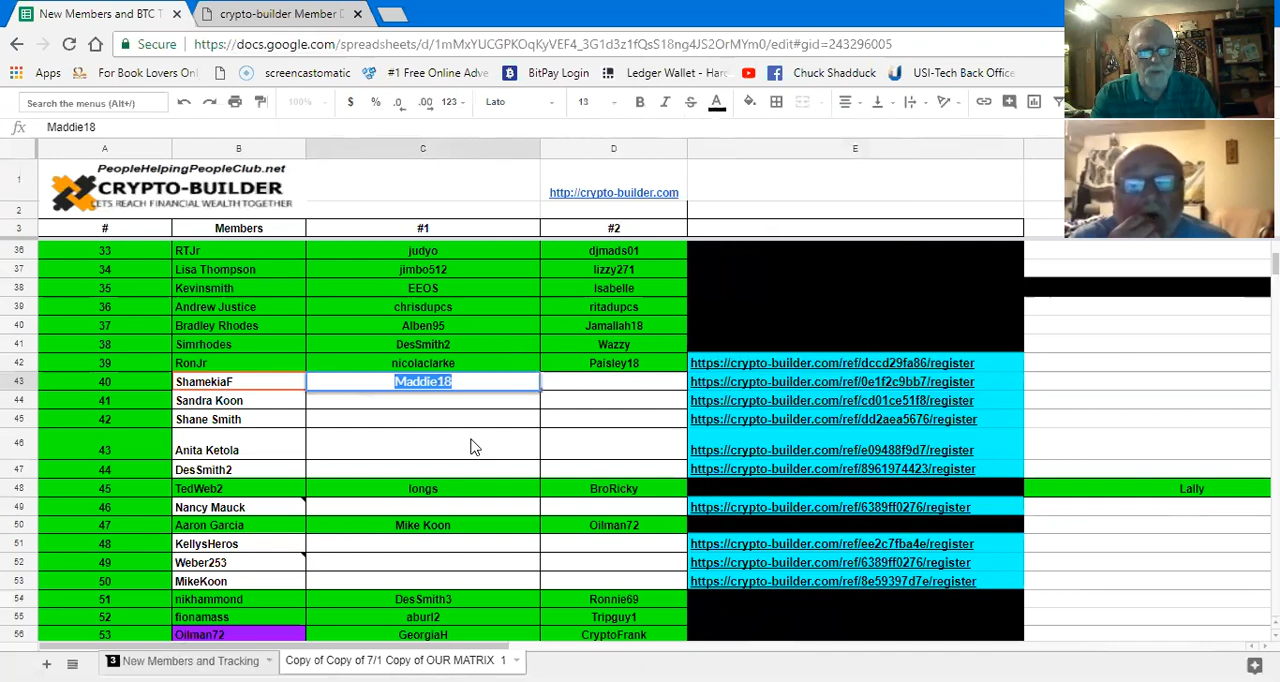 New Members and BTC T
crypto-builder Member D
Secure
https://docs.google.com/spreadsheets/d/1mMxYUCGPKOqKyVEF4_3G1d3z1fQsS18ng4JS2OrMYm0/edit#gid=243296005
Apps For Book Lovers Onl screencastomatic #1 Free Online Adve BitPay Login Ledger Wallet - Hard Chuck Shadduck USI-Tech Back Office
Search the menus (Alt+/) 100% $ % .0 .00 123 Lato 13 B I S A
fx Maddie18
A B C D E
1 PeopleHelpingPeopleClub.net
CRYPTO-BUILDER http://crypto-builder.com
2 LETS REACH FINANCIAL WEALTH TOGETHER
3 # Members #1 #2
36 33 RTJr judyo djmads01
37 34 Lisa Thompson jimbo512 lizzy271
38 35 Kevinsmith EEOS Isabelle
39 36 Andrew Justice chrisdupcs ritadupcs
40 37 Bradley Rhodes Alben95 Jamallah18
41 38 Simrhodes DesSmith2 Wazzy
42 39 RonJr nicolaclarke Paisley18 https://crypto-builder.com/ref/dccd29fa86/register
43 40 ShamekiaF Maddie18 https://crypto-builder.com/ref/0e1f2c9bb7/register
44 41 Sandra Koon https://crypto-builder.com/ref/cd01ce51f8/register
45 42 Shane Smith https://crypto-builder.com/ref/dd2aea5676/register
46 43 Anita Ketola https://crypto-builder.com/ref/e09488f9d7/register
47 44 DesSmith2 https://crypto-builder.com/ref/8961974423/register
48 45 TedWeb2 longs BroRicky Lally
49 46 Nancy Mauck https://crypto-builder.com/ref/6389ff0276/register
50 47 Aaron Garcia Mike Koon Oilman72
51 48 KellysHeros https://crypto-builder.com/ref/ee2c7fba4e/register
52 49 Weber253 https://crypto-builder.com/ref/6389ff0276/register
53 50 MikeKoon https://crypto-builder.com/ref/8e59397d7e/register
54 51 nikhammond DesSmith3 Ronnie69
55 52 fionamass aburl2 Tripguy1
56 53 Oilman72 GeorgiaH CryptoFrank
3 New Members and Tracking Copy of Copy of 7/1 Copy of OUR MATRIX 1